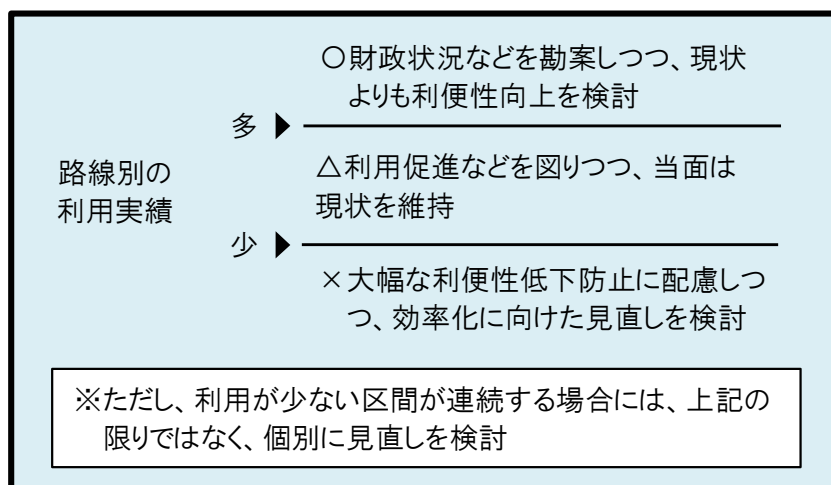 〇財政状況などを勘案しつつ、現状
よりも利便性向上を検討
多 ▶
△利用促進などを図りつつ、当面は
現状を維持
路線別の
利用実績
少 ▶
×大幅な利便性低下防止に配慮しつ
つ、効率化に向けた見直しを検討
※ただし、利用が少ない区間が連続する場合には、上記の
限りではなく、個別に見直しを検討